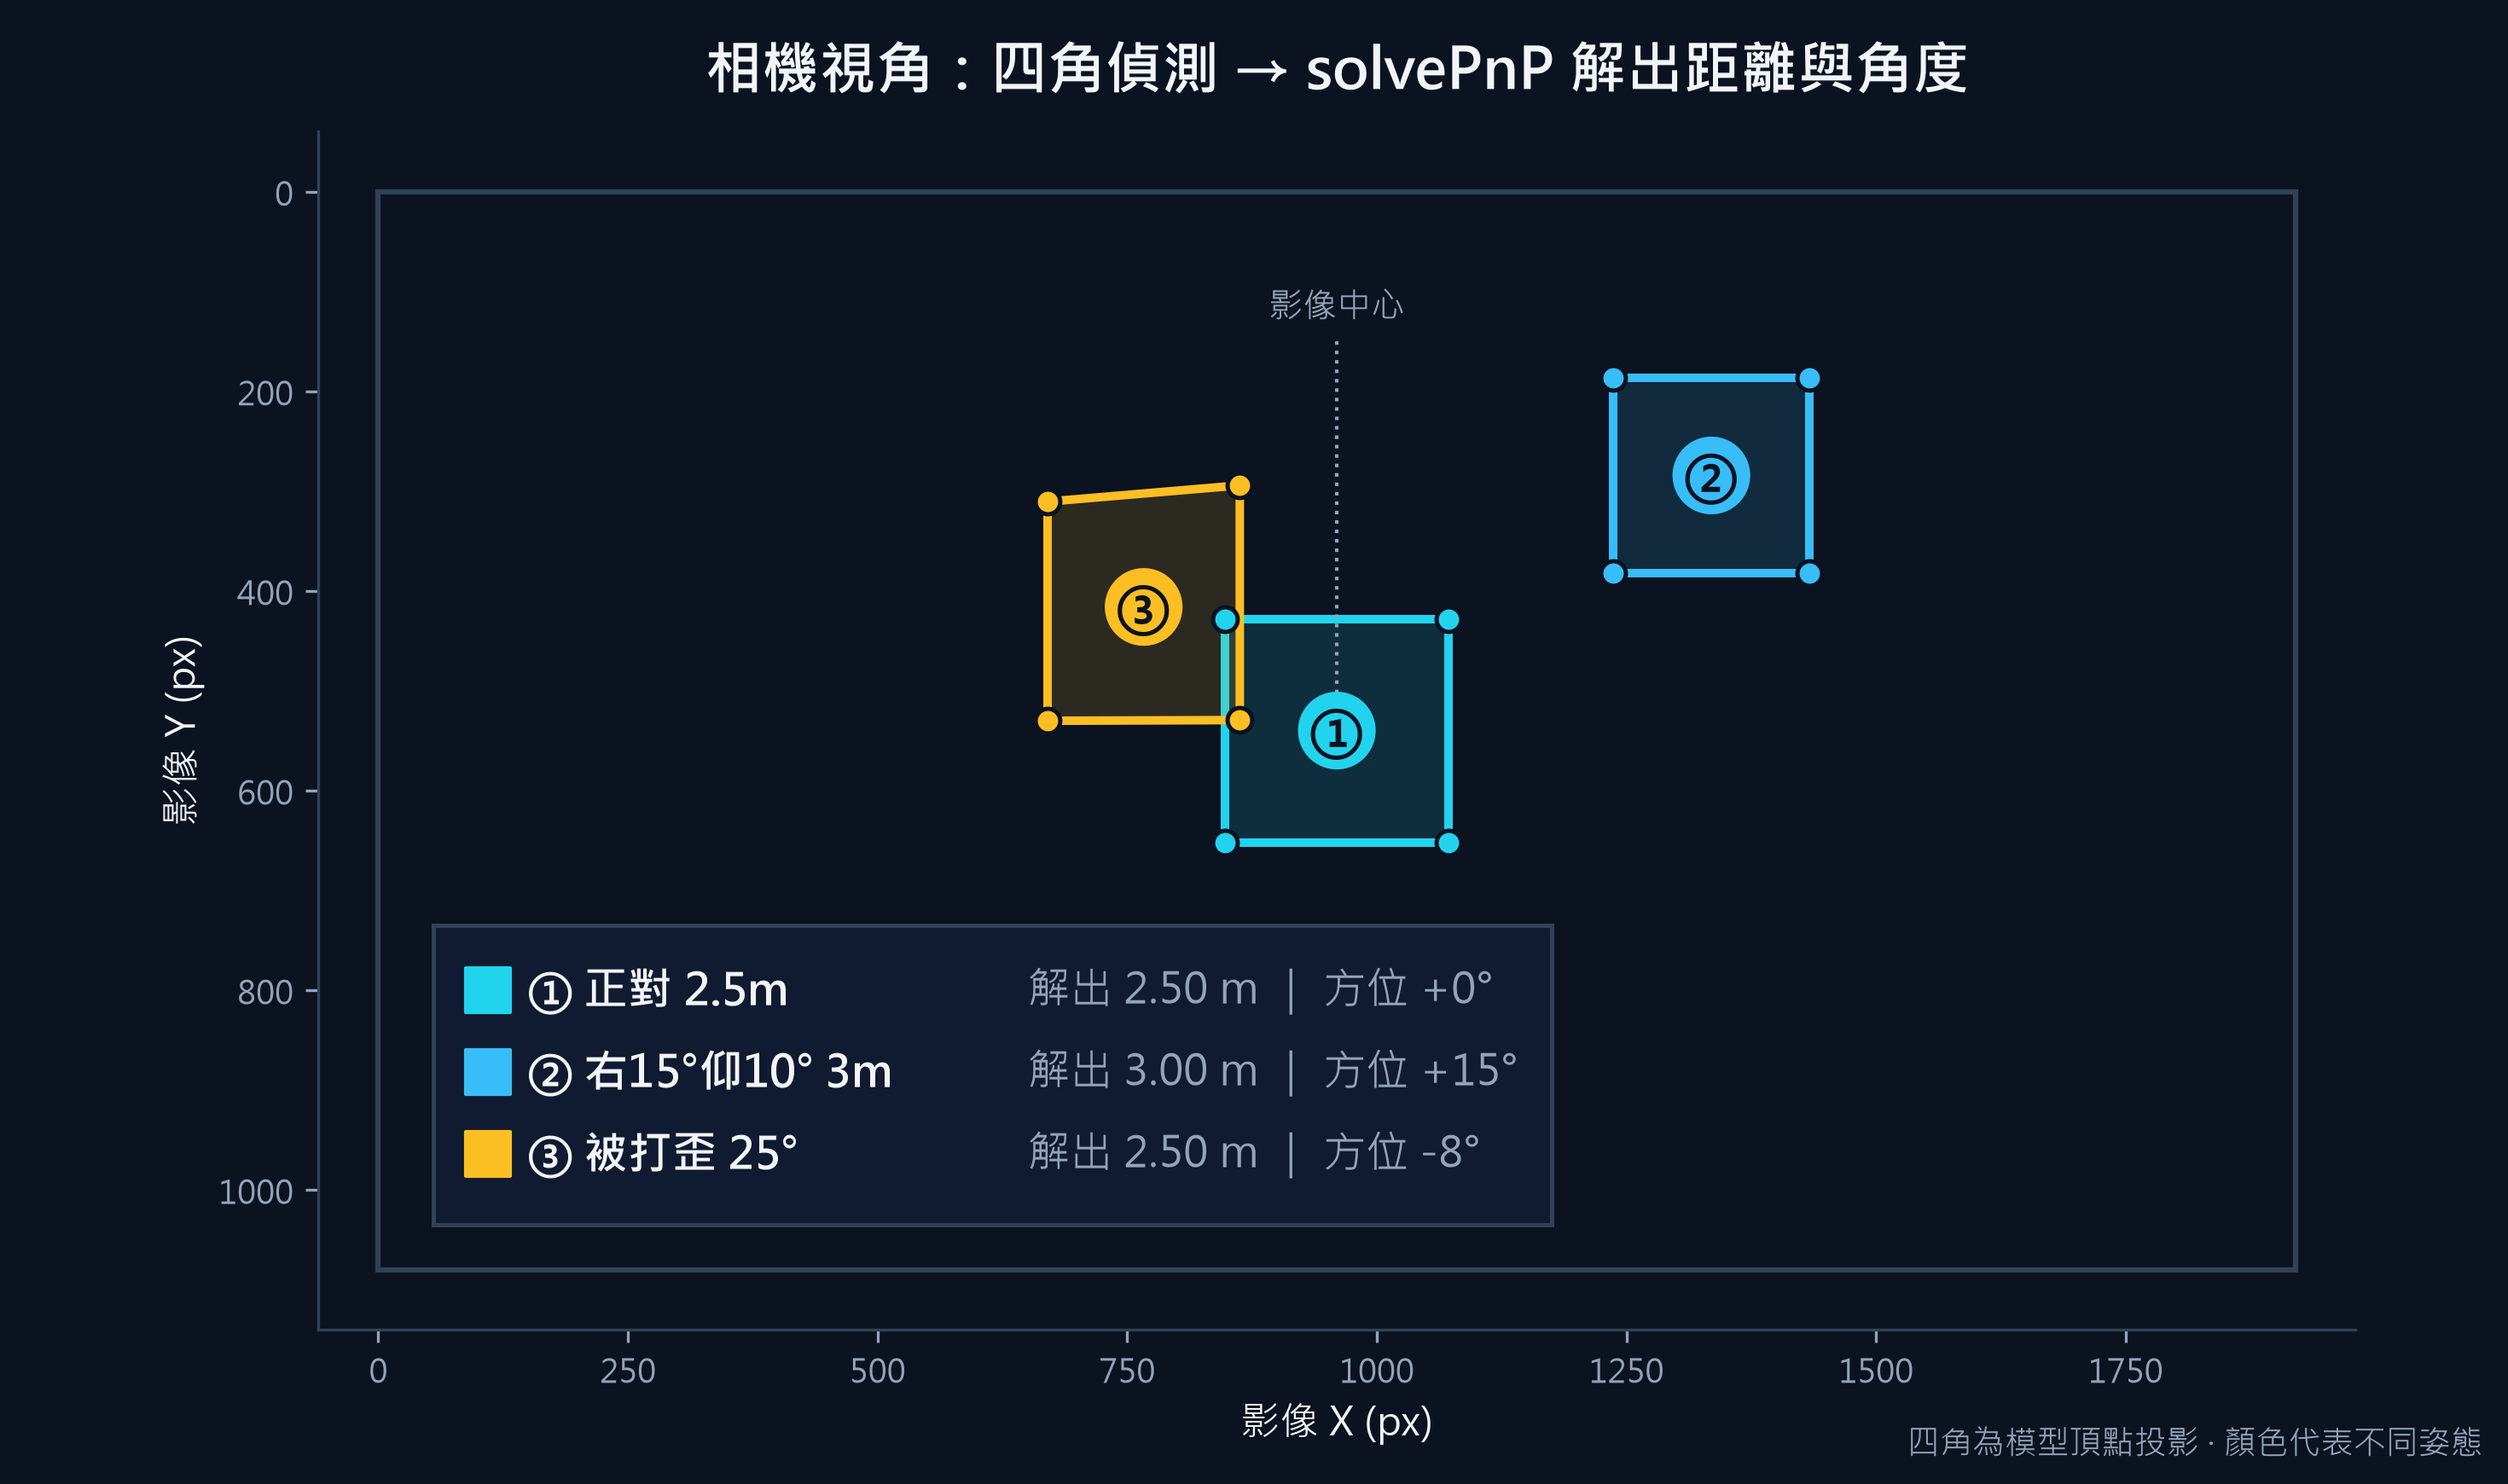 相機視角：四角偵測 → solvePnP 解出距離與角度
影像中心
②
③
①
0
200
400
600
800
1000
影像 Y (px)
① 正對 2.5m 解出 2.50 m | 方位 +0°
② 右15°仰10° 3m 解出 3.00 m | 方位 +15°
③ 被打歪 25° 解出 2.50 m | 方位 -8°
0 250 500 750 1000 1250 1500 1750
影像 X (px)
四角為模型頂點投影 · 顏色代表不同姿態